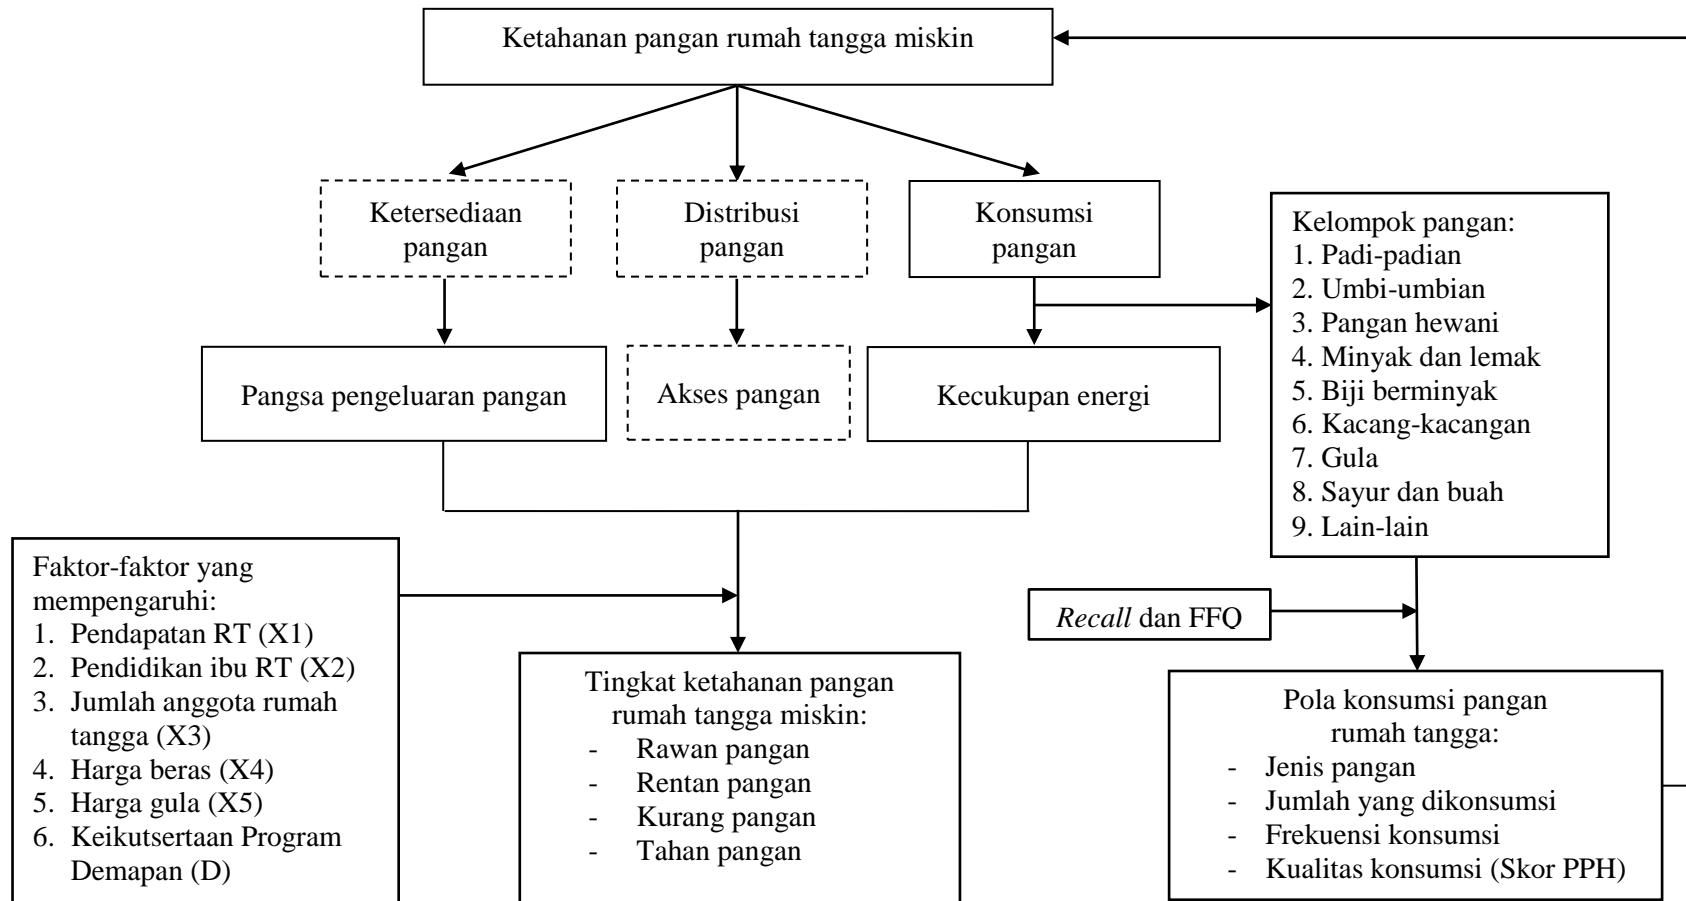 Ketahanan pangan rumah tangga miskin
Ketersediaan
pangan
Distribusi
pangan
Konsumsi
pangan
Kelompok pangan:
1. Padi-padian
2. Umbi-umbian
3. Pangan hewani
4. Minyak dan lemak
5. Biji berminyak
6. Kacang-kacangan
7. Gula
8. Sayur dan buah
9. Lain-lain
Pangsa pengeluaran pangan
Akses pangan
Kecukupan energi
Faktor-faktor yang
mempengaruhi:
1. Pendapatan RT (X1)
2. Pendidikan ibu RT (X2)
3. Jumlah anggota rumah
tangga (X3)
4. Harga beras (X4)
5. Harga gula (X5)
6. Keikutsertaan Program
Demapan (D)
Recall dan FFQ
Tingkat ketahanan pangan
rumah tangga miskin:
- Rawan pangan
- Rentan pangan
- Kurang pangan
- Tahan pangan
Pola konsumsi pangan
rumah tangga:
- Jenis pangan
- Jumlah yang dikonsumsi
- Frekuensi konsumsi
- Kualitas konsumsi (Skor PPH)